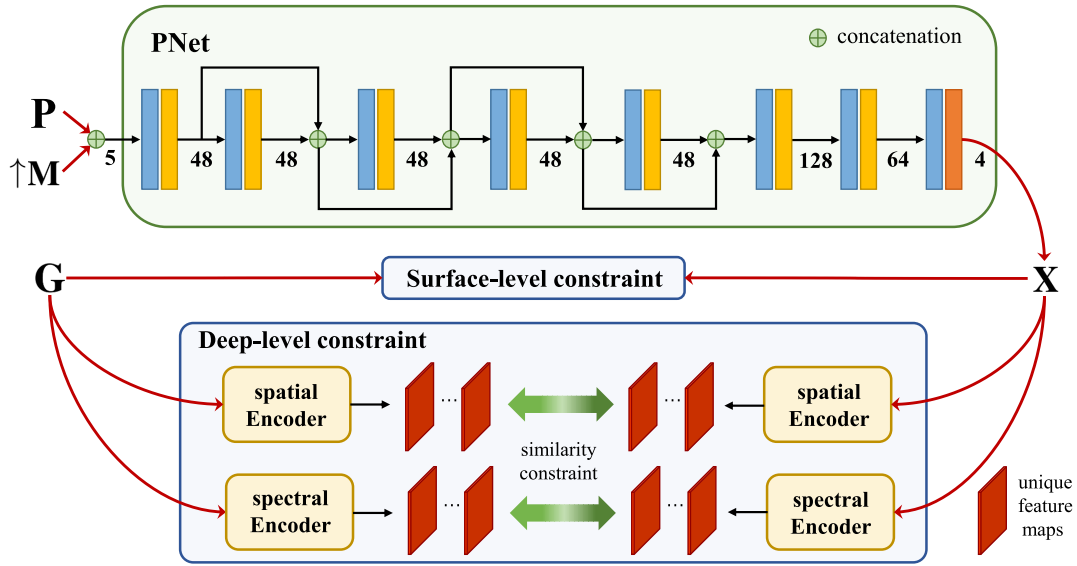 PNet
concatenation
P
↑M
5
48
48
48
48
48
128
64
4
G
Surface-level constraint
X
Deep-level constraint
spatial
Encoder
...
...
spatial
Encoder
similarity
constraint
spectral
Encoder
...
...
spectral
Encoder
unique
feature
maps